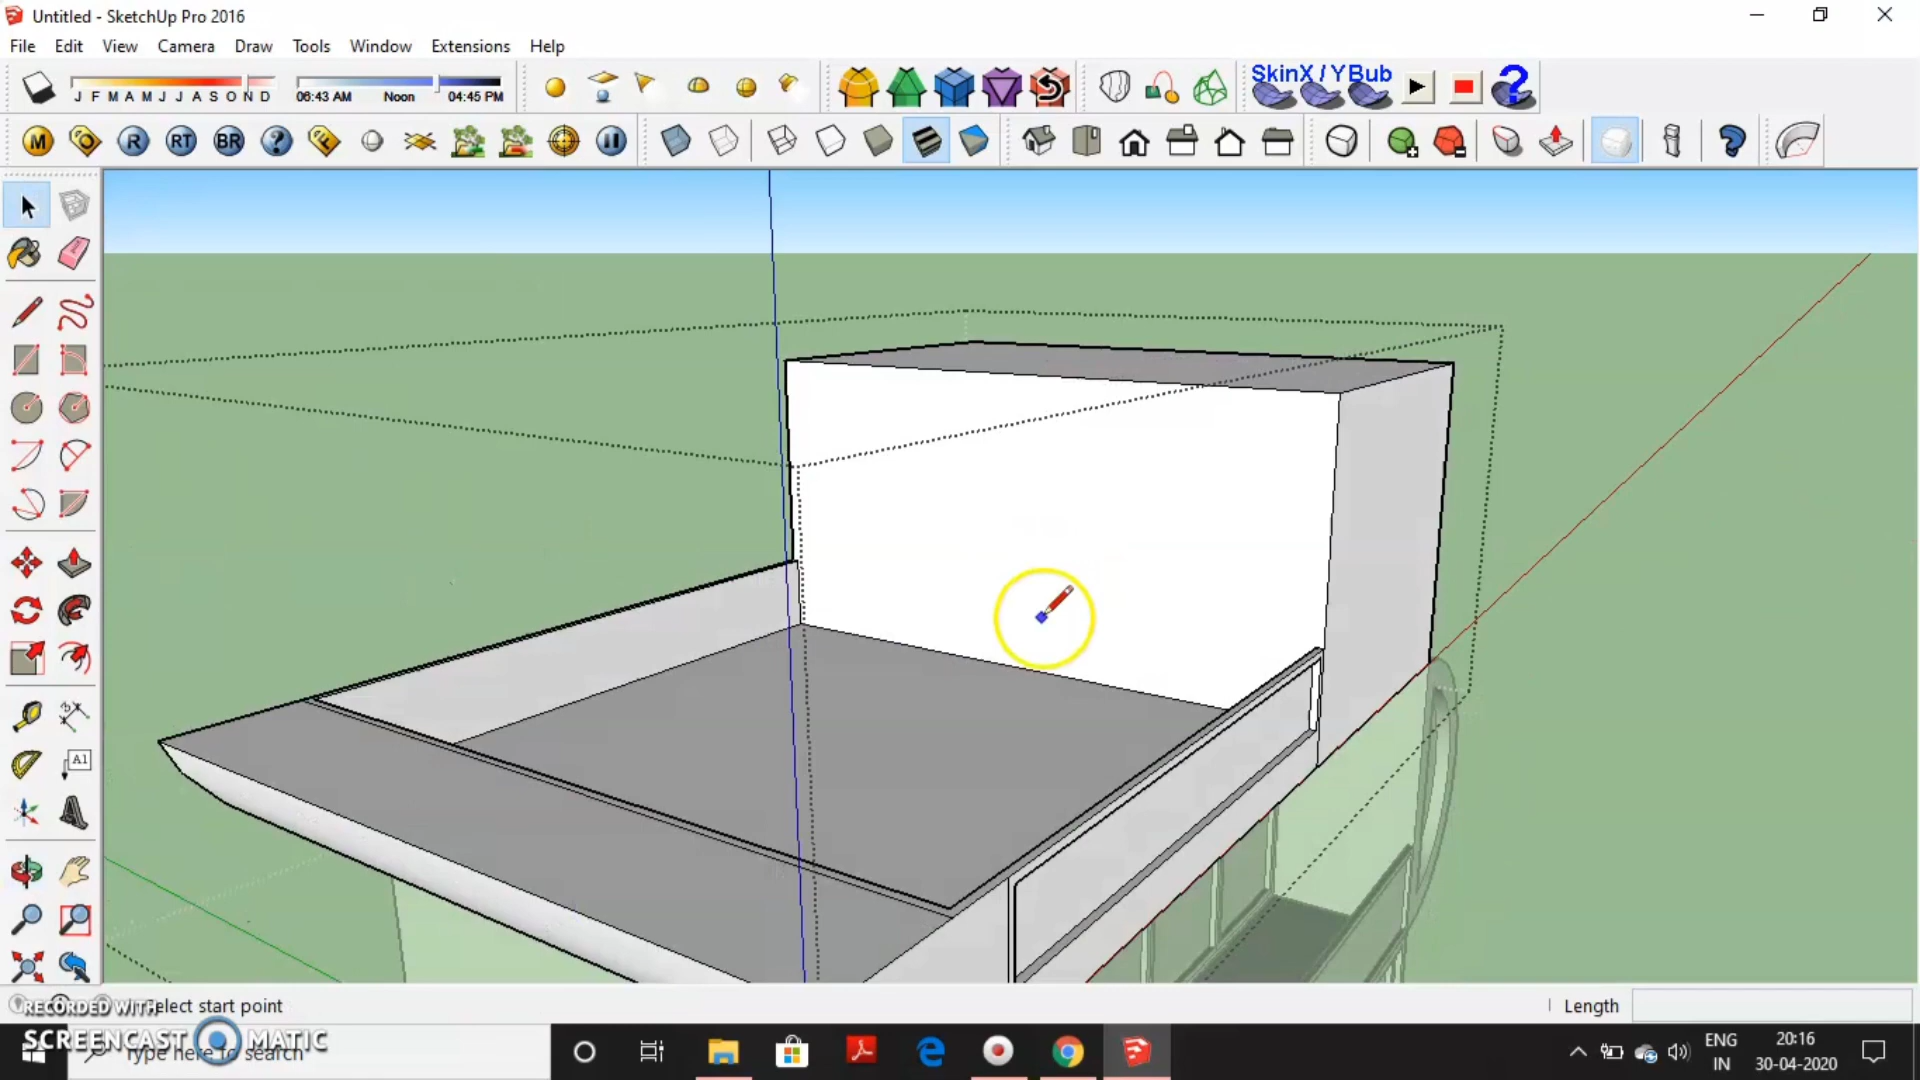 Untitled - SketchUp Pro 2016
File Edit View Camera Draw Tools Window Extensions Help
J F M A M J J A S O N D
06:43 AM Noon 04:45 PM
SkinX / YBub
?
M O R RT BR ?
A1
Select start point
Length
RECORDED WITH
SCREENCAST MATIC
Type here to search
ENG
IN
20:16
30-04-2020